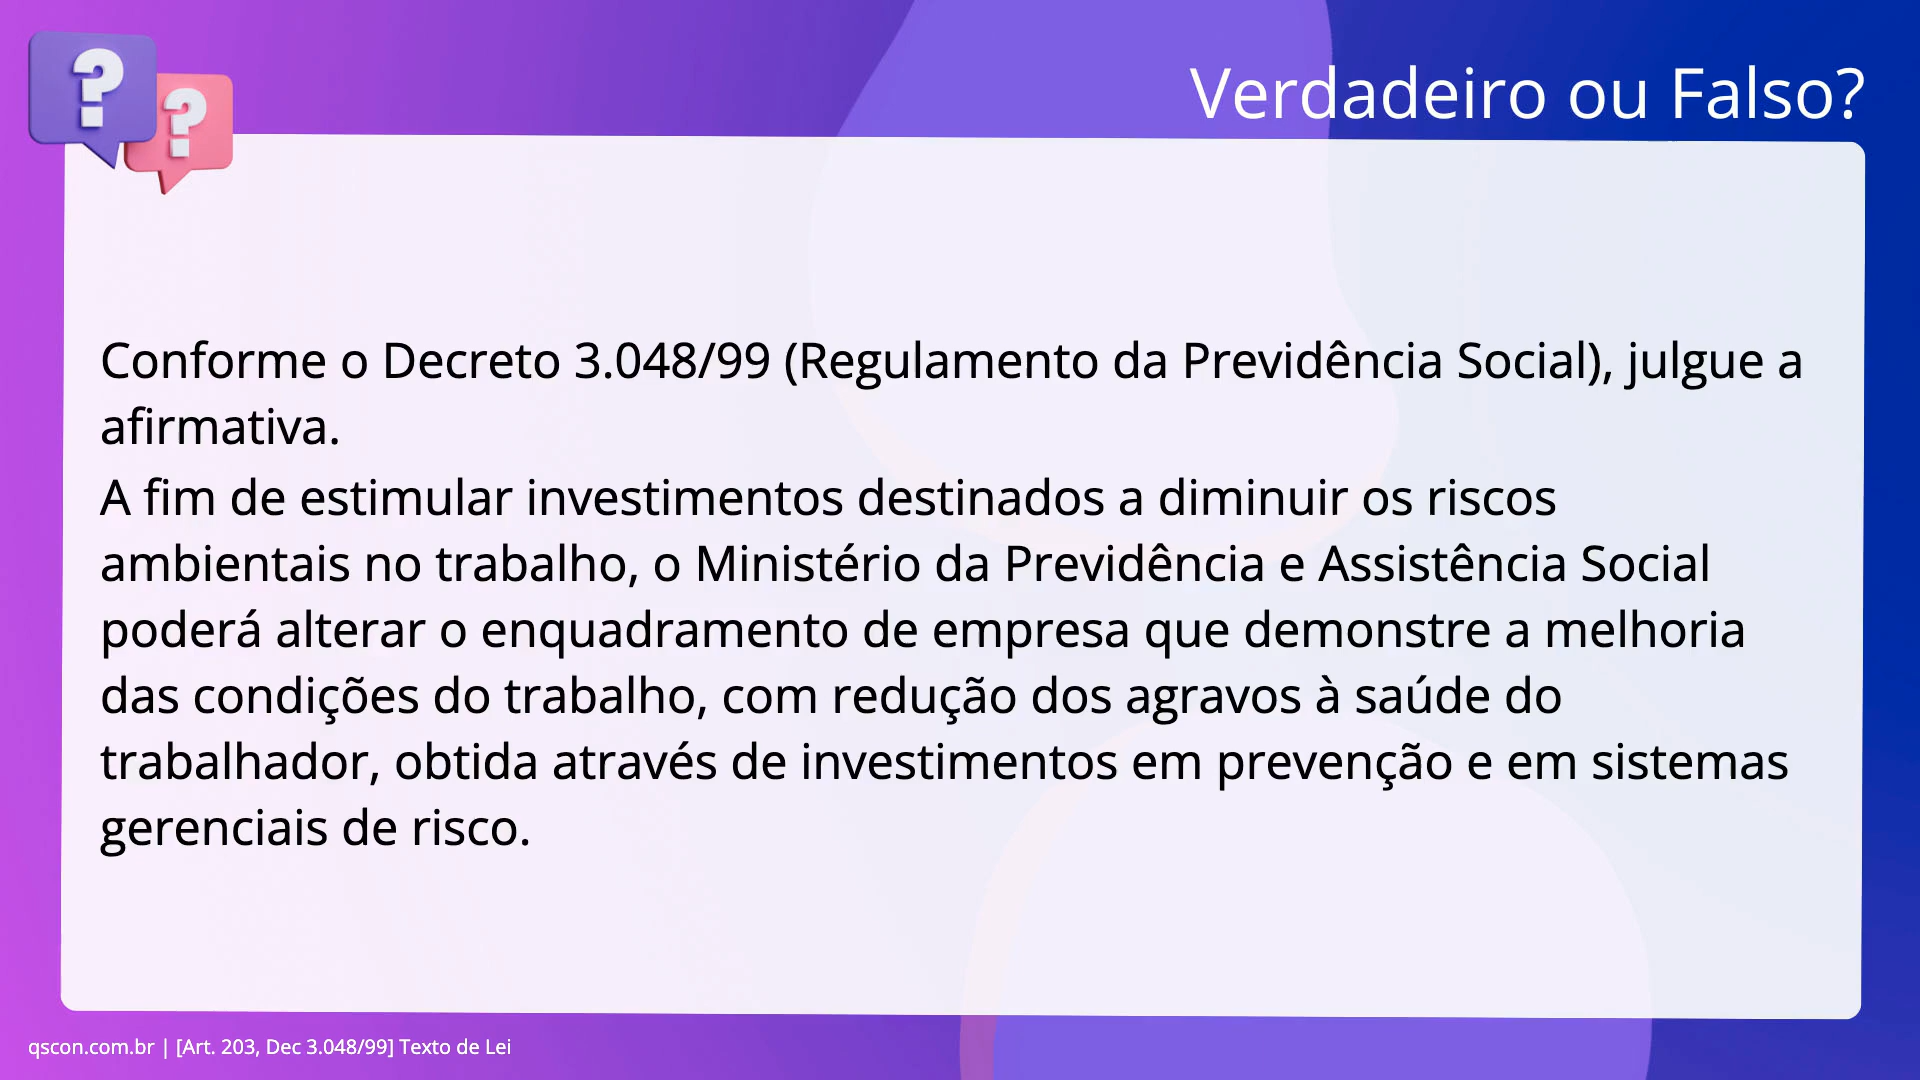 Verdadeiro ou Falso?
Conforme o Decreto 3.048/99 (Regulamento da Previdência Social), julgue a
afirmativa.
A fim de estimular investimentos destinados a diminuir os riscos
ambientais no trabalho, o Ministério da Previdência e Assistência Social
poderá alterar o enquadramento de empresa que demonstre a melhoria
das condições do trabalho, com redução dos agravos à saúde do
trabalhador, obtida através de investimentos em prevenção e em sistemas
gerenciais de risco.
qscon.com.br | [Art. 203, Dec 3.048/99] Texto de Lei